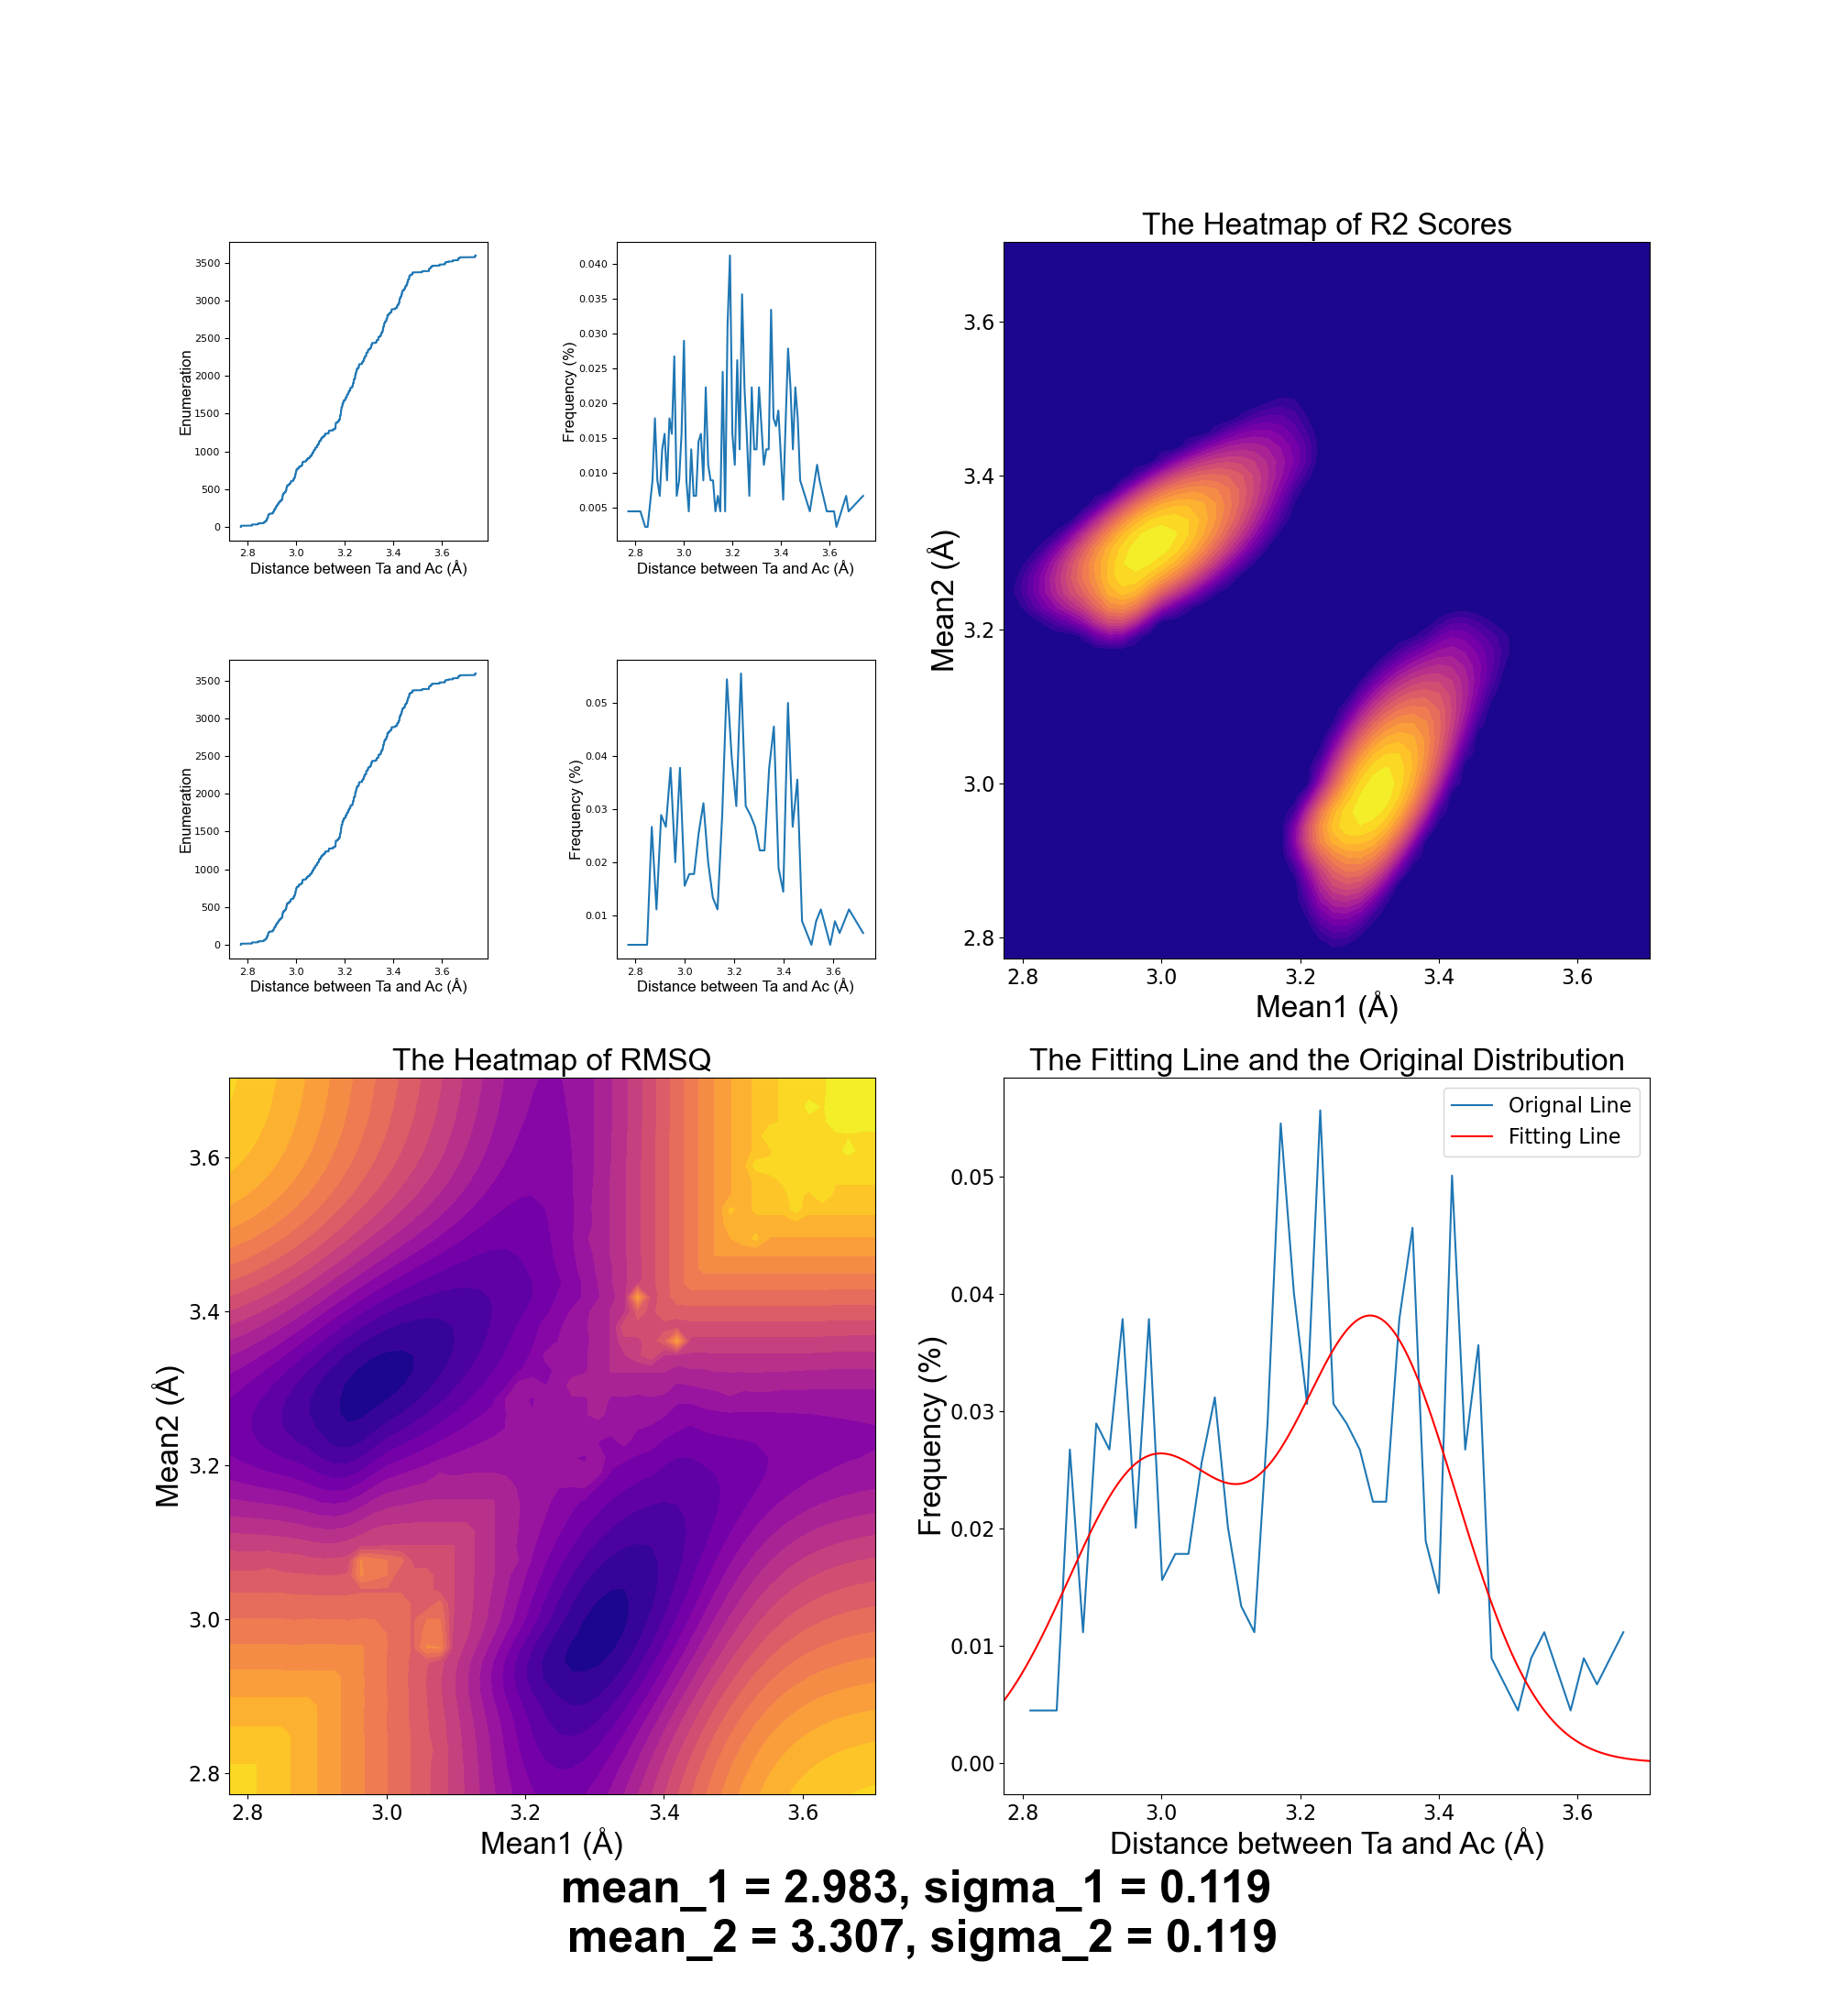 3500
3000
2500
2000
1500
1000
500
0
Enumeration
2.8 3.0 3.2 3.4 3.6
Distance between Ta and Ac (Å)
0.040
0.035
0.030
0.025
0.020
0.015
0.010
0.005
Frequency (%)
2.8 3.0 3.2 3.4 3.6
Distance between Ta and Ac (Å)
The Heatmap of R2 Scores
3.6
3.4
3.2
3.0
2.8
Mean2 (Å)
2.8 3.0 3.2 3.4 3.6
Mean1 (Å)
3500
3000
2500
2000
1500
1000
500
0
Enumeration
2.8 3.0 3.2 3.4 3.6
Distance between Ta and Ac (Å)
0.05
0.04
0.03
0.02
0.01
Frequency (%)
2.8 3.0 3.2 3.4 3.6
Distance between Ta and Ac (Å)
The Heatmap of RMSQ
3.6
3.4
3.2
3.0
2.8
Mean2 (Å)
2.8 3.0 3.2 3.4 3.6
Mean1 (Å)
The Fitting Line and the Original Distribution
Orignal Line
Fitting Line
0.05
0.04
0.03
0.02
0.01
0.00
Frequency (%)
2.8 3.0 3.2 3.4 3.6
Distance between Ta and Ac (Å)
mean_1 = 2.983, sigma_1 = 0.119
mean_2 = 3.307, sigma_2 = 0.119